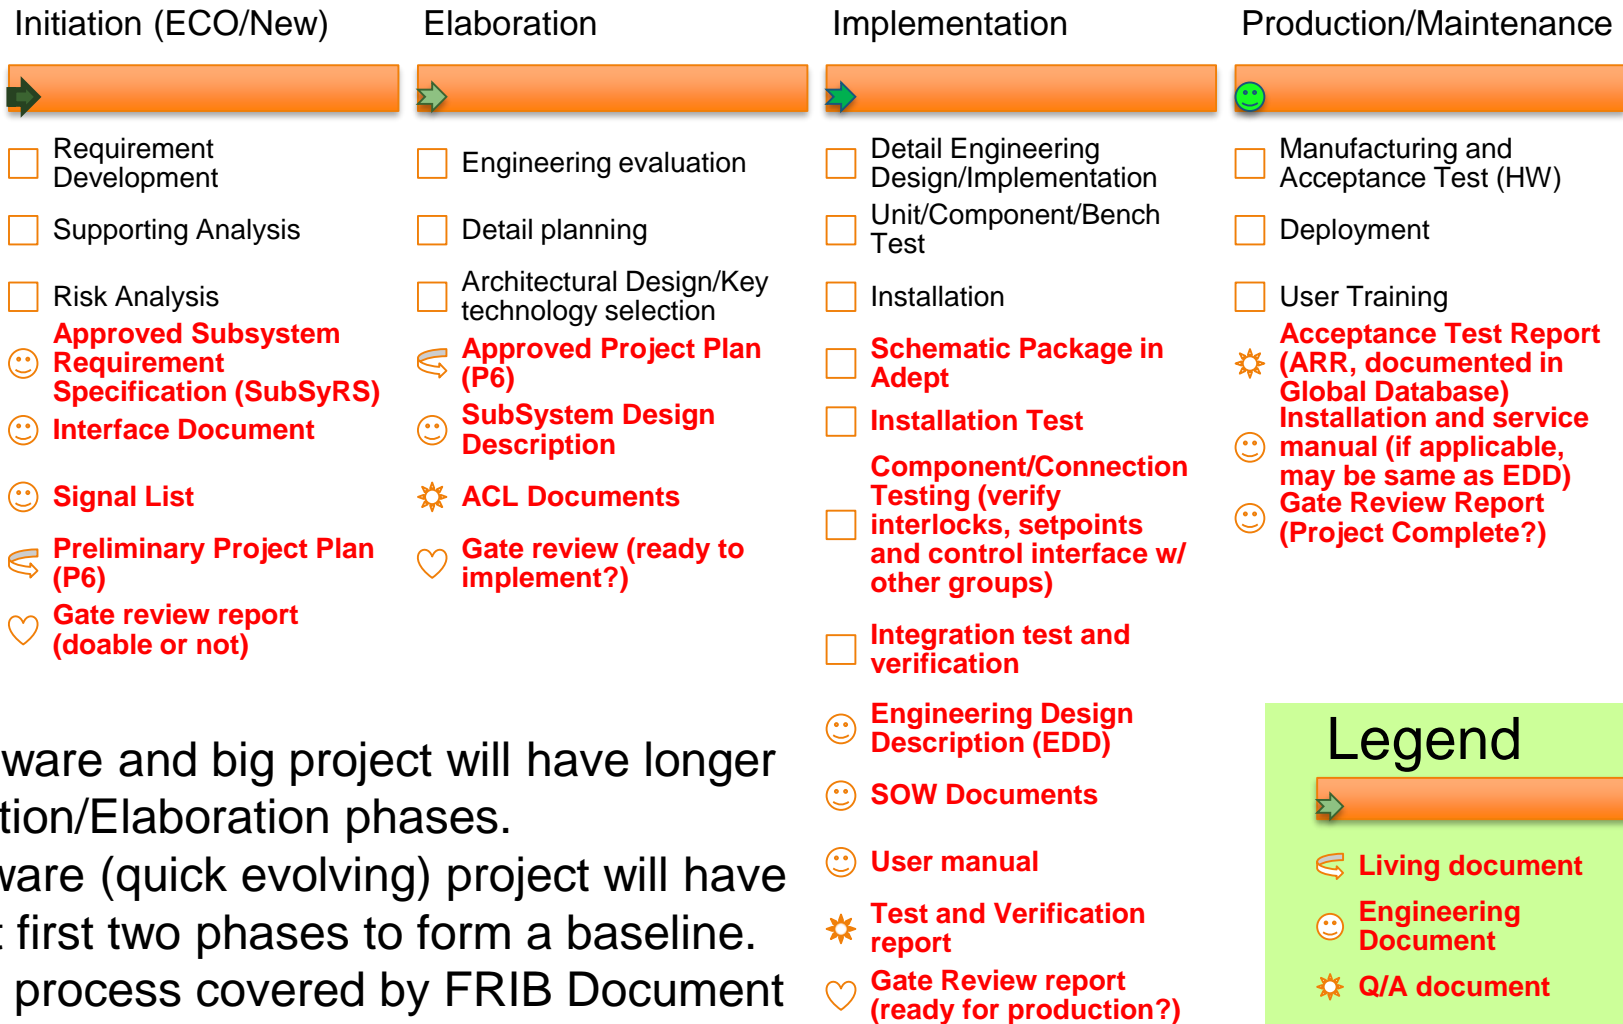 Initiation (ECO/New)
Requirement
Development
Supporting Analysis
Risk Analysis
Approved Subsystem
Requirement
Specification (SubSyRS)
Interface Document
Signal List
Preliminary Project Plan
(P6)
Gate review report
(doable or not)
Elaboration
Engineering evaluation
Detail planning
Architectural Design/Key
technology selection
Approved Project Plan
(P6)
SubSystem Design
Description
ACL Documents
Gate review (ready to
implement?)
Implementation
Detail Engineering
Design/Implementation
Unit/Component/Bench
Test
Installation
Schematic Package in
Adept
Installation Test
Component/Connection
Testing (verify
interlocks, setpoints
and control interface w/
other groups)
Integration test and
verification
Engineering Design
Description (EDD)
SOW Documents
User manual
Test and Verification
report
Gate Review report
(ready for production?)
Production/Maintenance
Manufacturing and
Acceptance Test (HW)
Deployment
User Training
Acceptance Test Report
(ARR, documented in
Global Database)
Installation and service
manual (if applicable,
may be same as EDD)
Gate Review Report
(Project Complete?)
ware and big project will have longer
tion/Elaboration phases.
ware (quick evolving) project will have
t first two phases to form a baseline.
process covered by FRIB Document
Legend
Living document
Engineering
Document
Q/A document